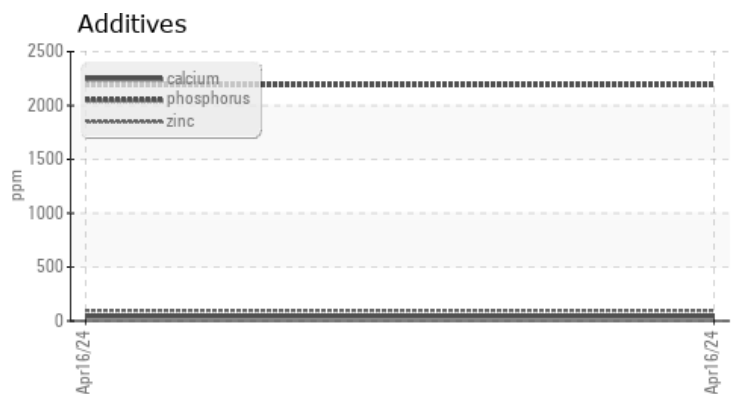 Additives
2500
2000
1500
1000
500
0
ppm
calcium
phosphorus
zinc
Apr16/24
Apr16/24